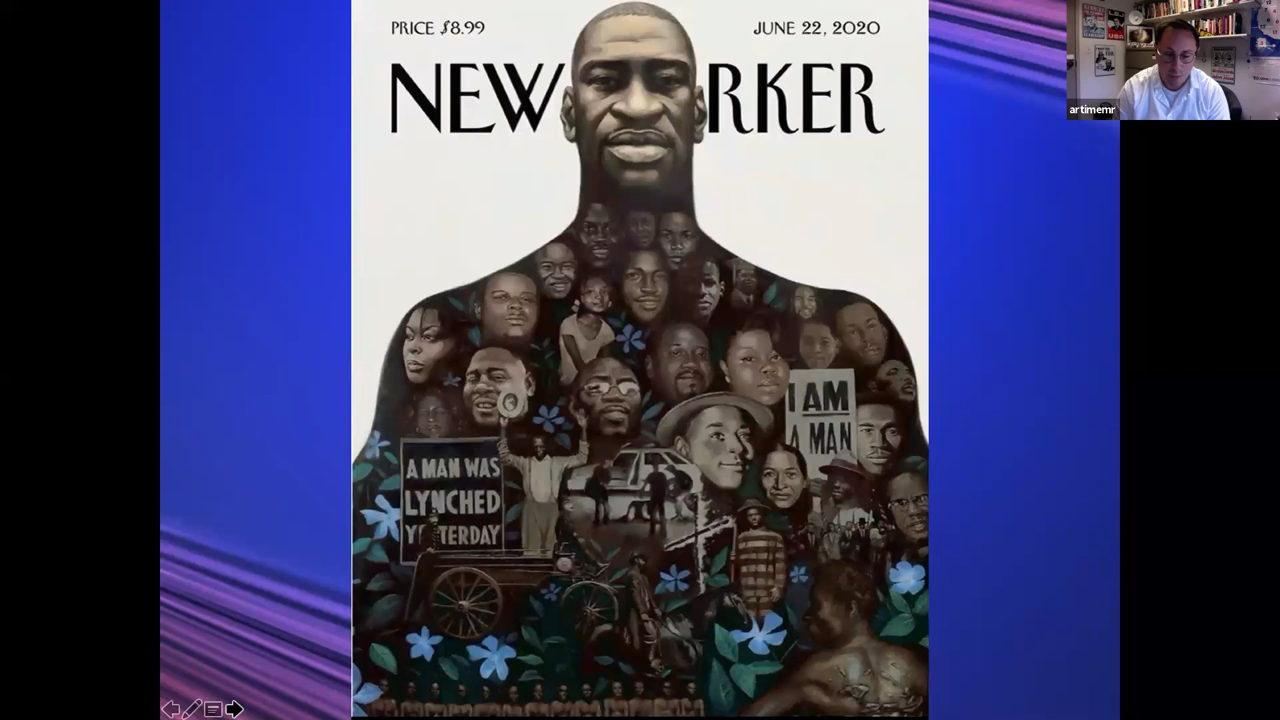 PRICE $8.99
JUNE 22, 2020
NEW RKER
I AM
A MAN
A MAN WAS
LYNCHED
Y TERDAY
artimemr